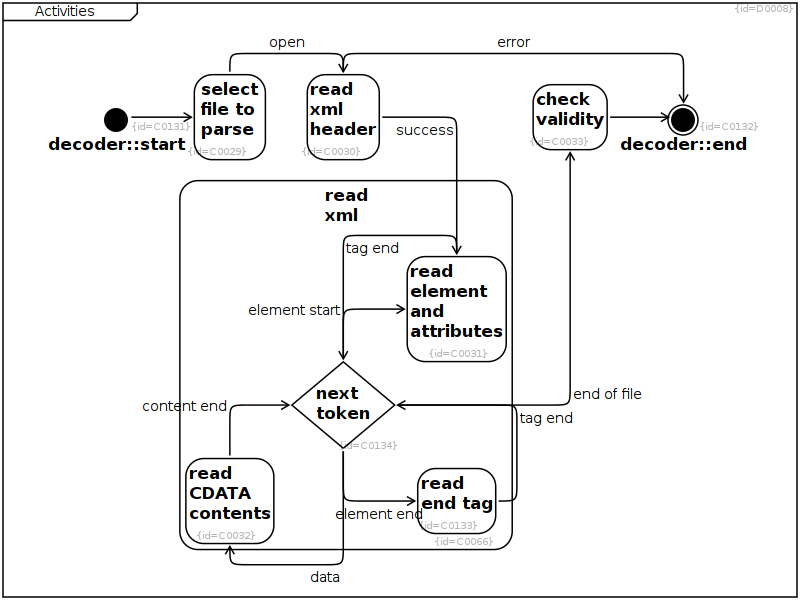 Activities
{id=D0008}
open
error
select
file to
parse
{id=C0029}
read
xml
header
{id=C0030}
check
validity
{id=C0033}
{id=C0131}
decoder::start
{id=C0132}
decoder::end
success
read
xml
tag end
read
element
and
attributes
{id=C0031}
element start
next
token
{id=C0134}
content end
end of file
tag end
read
CDATA
contents
{id=C0032}
read
end tag
{id=C0133}
element end
{id=C0066}
data